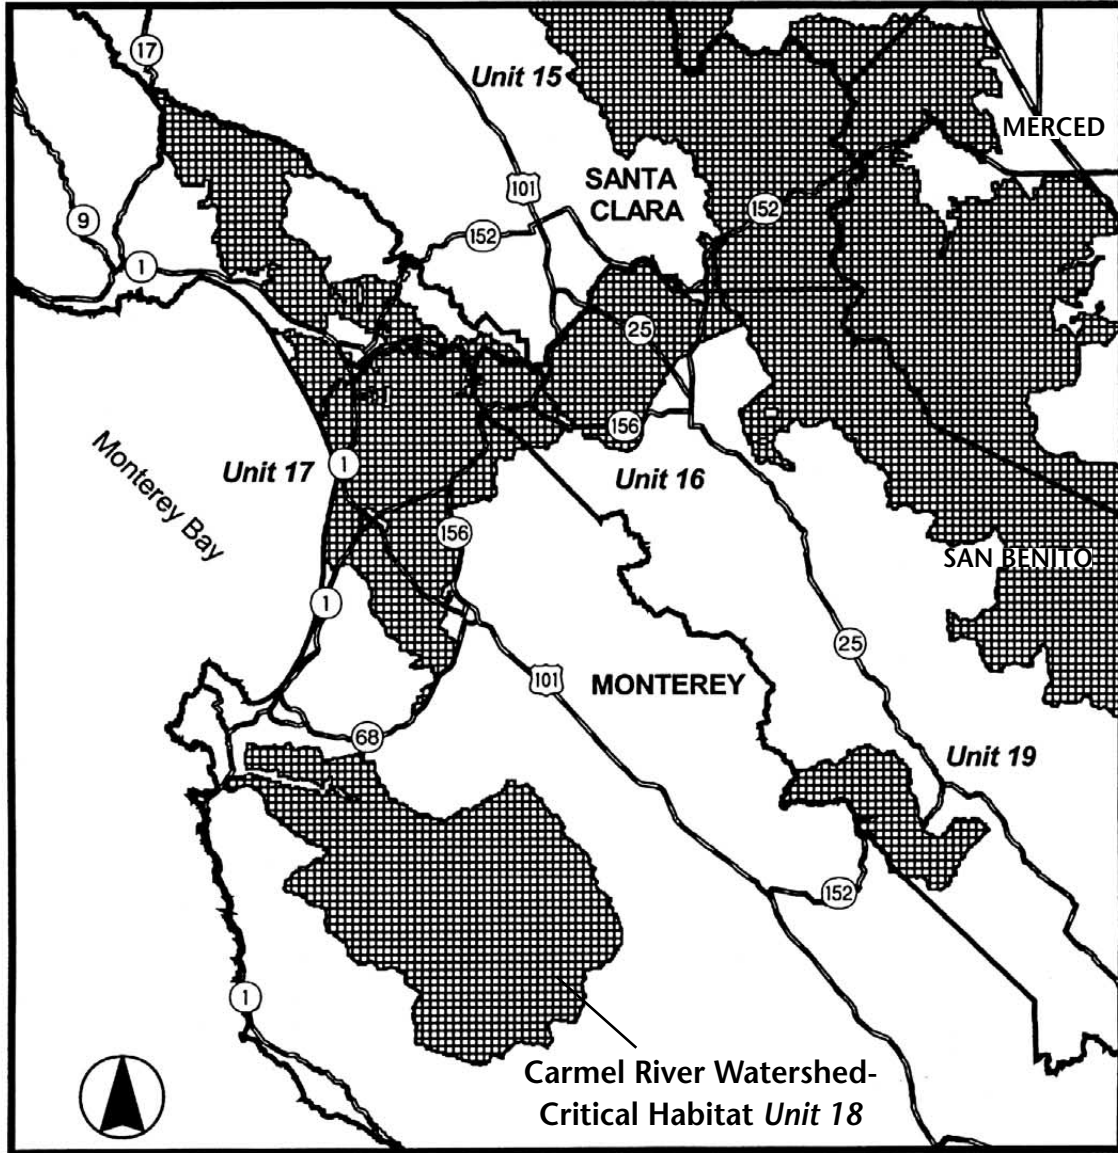 17
Unit 15
MERCED
101
SANTA
CLARA
9
152
152
1
25
156
Monterey Bay
Unit 17
1
Unit 16
156
SAN BENITO
1
25
101
MONTEREY
68
Unit 19
152
1
Carmel River Watershed-
Critical Habitat Unit 18